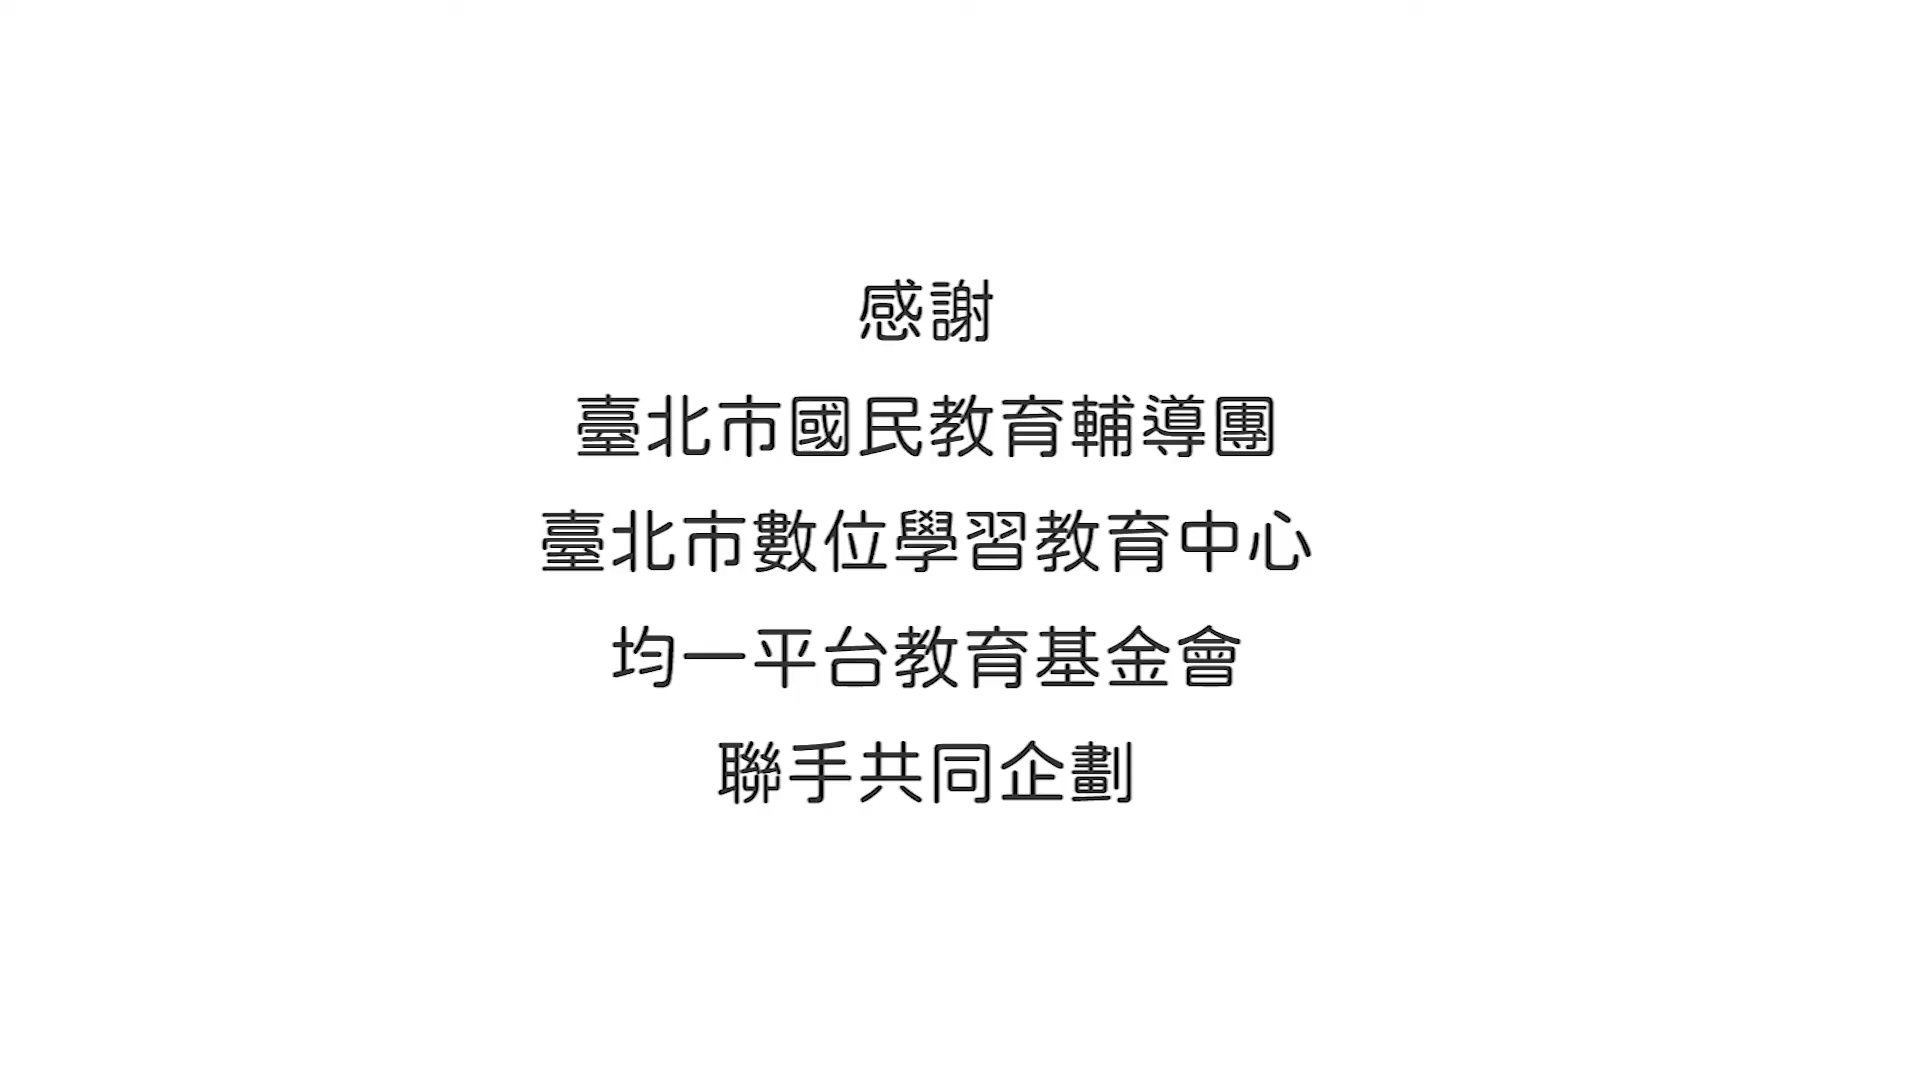 感謝
臺北市國民教育輔導團
臺北市數位學習教育中心
均一平台教育基金會
聯手共同企劃